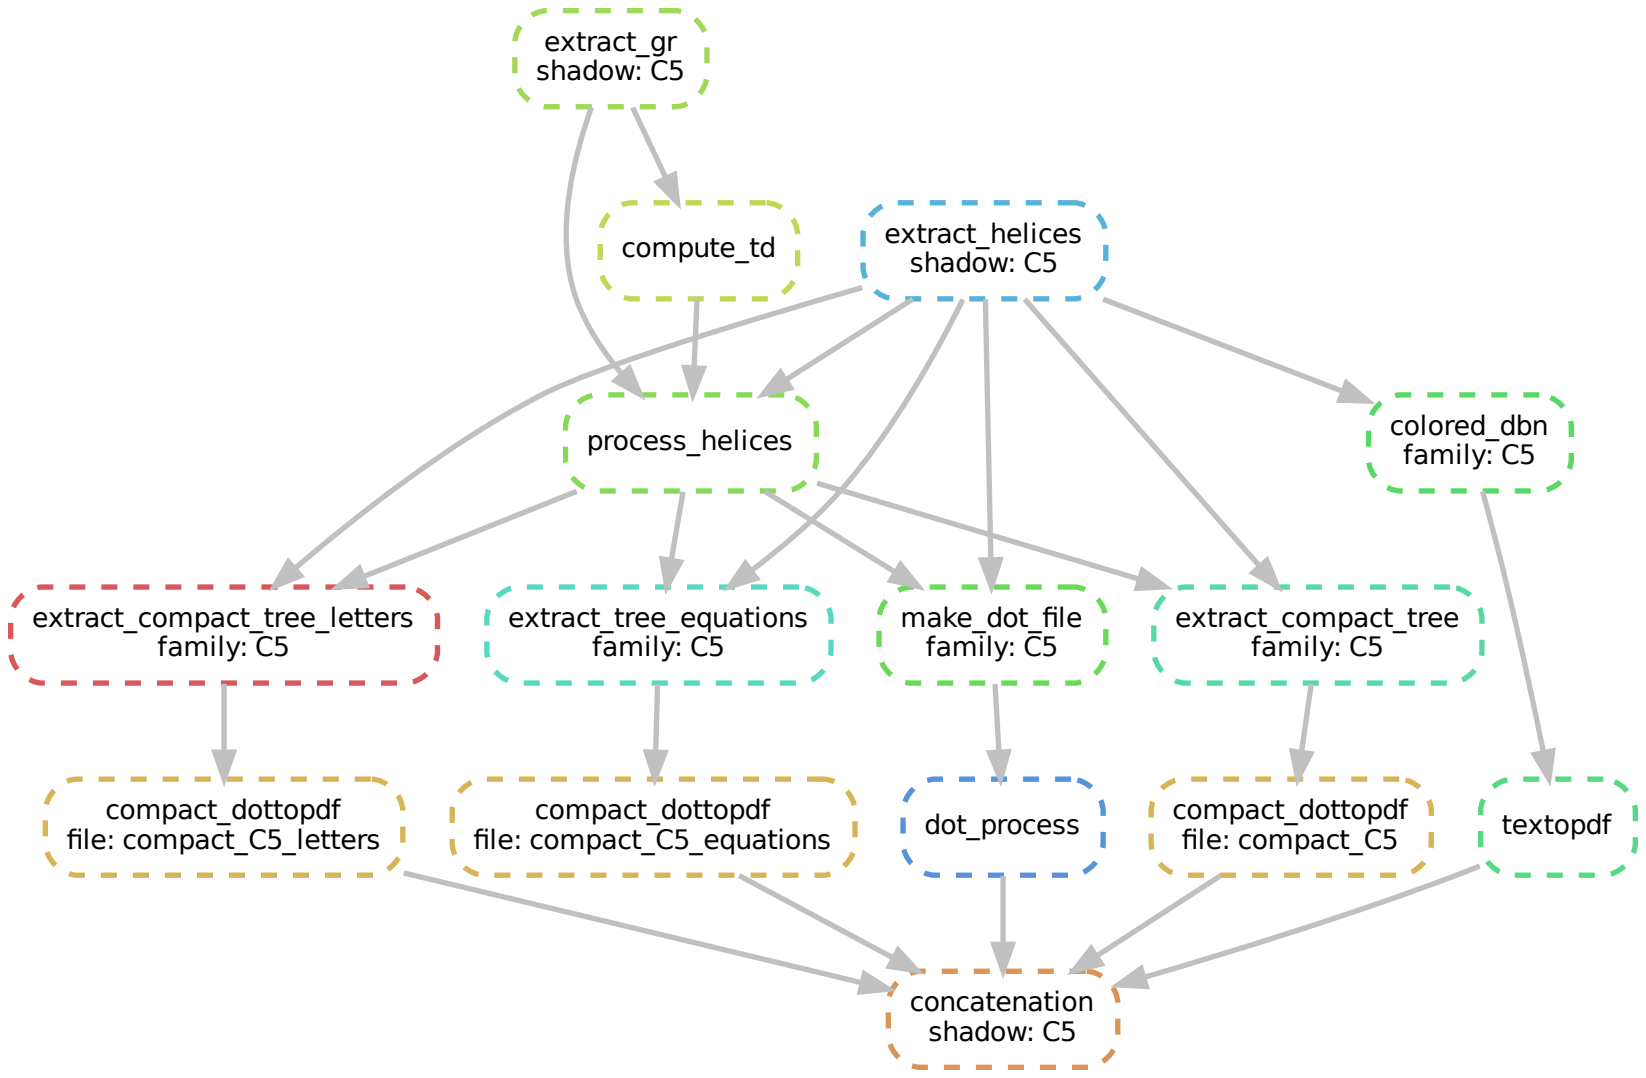 extract_gr
shadow: C5
compute_td
extract_helices
shadow: C5
process_helices
colored_dbn
family: C5
extract_compact_tree_letters
family: C5
extract_tree_equations
family: C5
make_dot_file
family: C5
extract_compact_tree
family: C5
compact_dottopdf
file: compact_C5_letters
compact_dottopdf
file: compact_C5_equations
dot_process
compact_dottopdf
file: compact_C5
textopdf
concatenation
shadow: C5